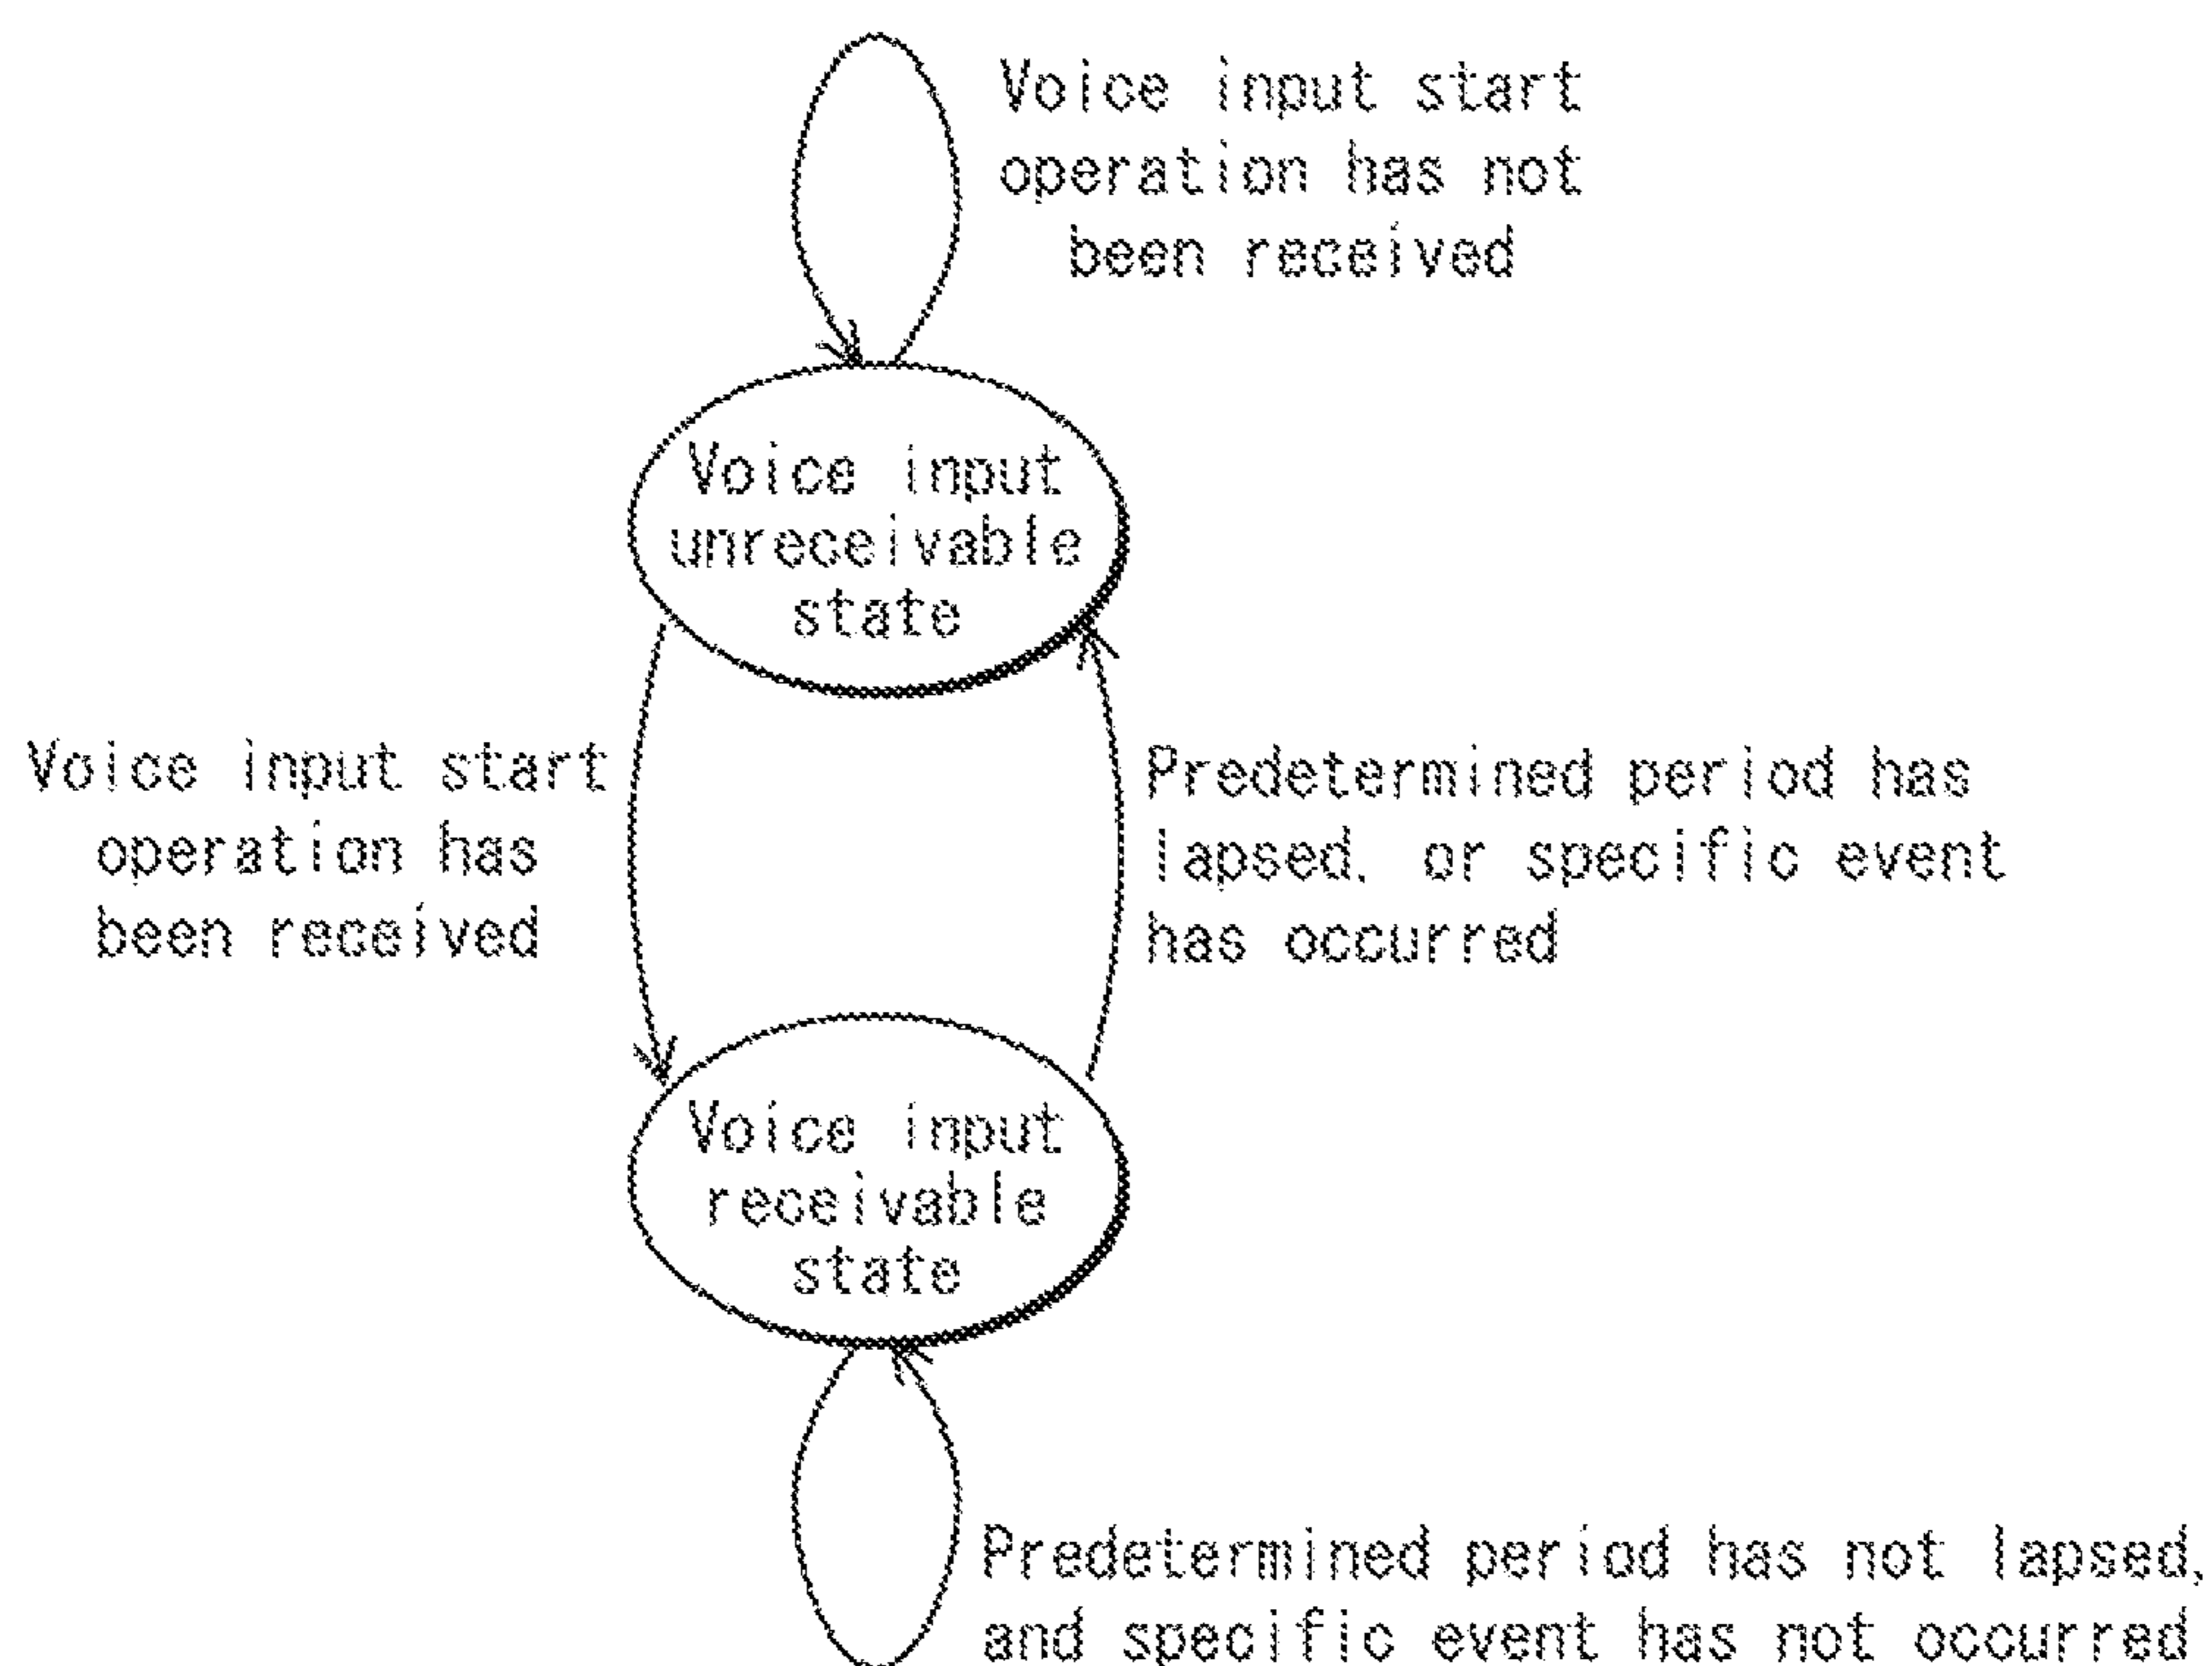 Voice input start
operation has not
been received
Voice input
unreceivable
state
Voice input start
operation has
been received
Predetermined period has
lapsed, or specific event
has occurred
Voice input
receivable
state
Predetermined period has not lapsed,
and specific event has not occurred